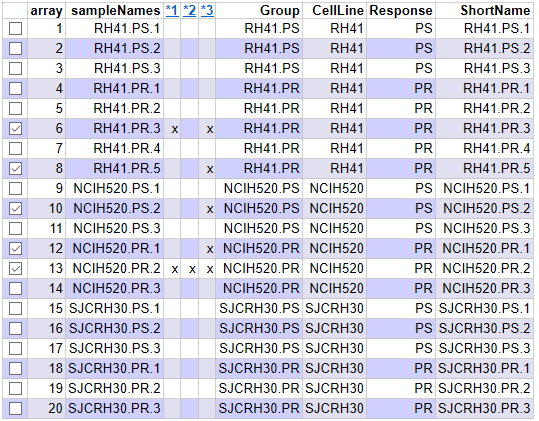 array sampleNames *1 *2 *3 Group CellLine Response ShortName
1 RH41.PS.1 RH41.PS RH41 PS RH41.PS.1
2 RH41.PS.2 RH41.PS RH41 PS RH41.PS.2
3 RH41.PS.3 RH41.PS RH41 PS RH41.PS.3
4 RH41.PR.1 RH41.PR RH41 PR RH41.PR.1
5 RH41.PR.2 RH41.PR RH41 PR RH41.PR.2
6 RH41.PR.3 x x RH41.PR RH41 PR RH41.PR.3
7 RH41.PR.4 RH41.PR RH41 PR RH41.PR.4
8 RH41.PR.5 x RH41.PR RH41 PR RH41.PR.5
9 NCIH520.PS.1 NCIH520.PS NCIH520 PS NCIH520.PS.1
10 NCIH520.PS.2 x NCIH520.PS NCIH520 PS NCIH520.PS.2
11 NCIH520.PS.3 NCIH520.PS NCIH520 PS NCIH520.PS.3
12 NCIH520.PR.1 x NCIH520.PR NCIH520 PR NCIH520.PR.1
13 NCIH520.PR.2 x x x NCIH520.PR NCIH520 PR NCIH520.PR.2
14 NCIH520.PR.3 NCIH520.PR NCIH520 PR NCIH520.PR.3
15 SJCRH30.PS.1 SJCRH30.PS SJCRH30 PS SJCRH30.PS.1
16 SJCRH30.PS.2 SJCRH30.PS SJCRH30 PS SJCRH30.PS.2
17 SJCRH30.PS.3 SJCRH30.PS SJCRH30 PS SJCRH30.PS.3
18 SJCRH30.PR.1 SJCRH30.PR SJCRH30 PR SJCRH30.PR.1
19 SJCRH30.PR.2 SJCRH30.PR SJCRH30 PR SJCRH30.PR.2
20 SJCRH30.PR.3 SJCRH30.PR SJCRH30 PR SJCRH30.PR.3